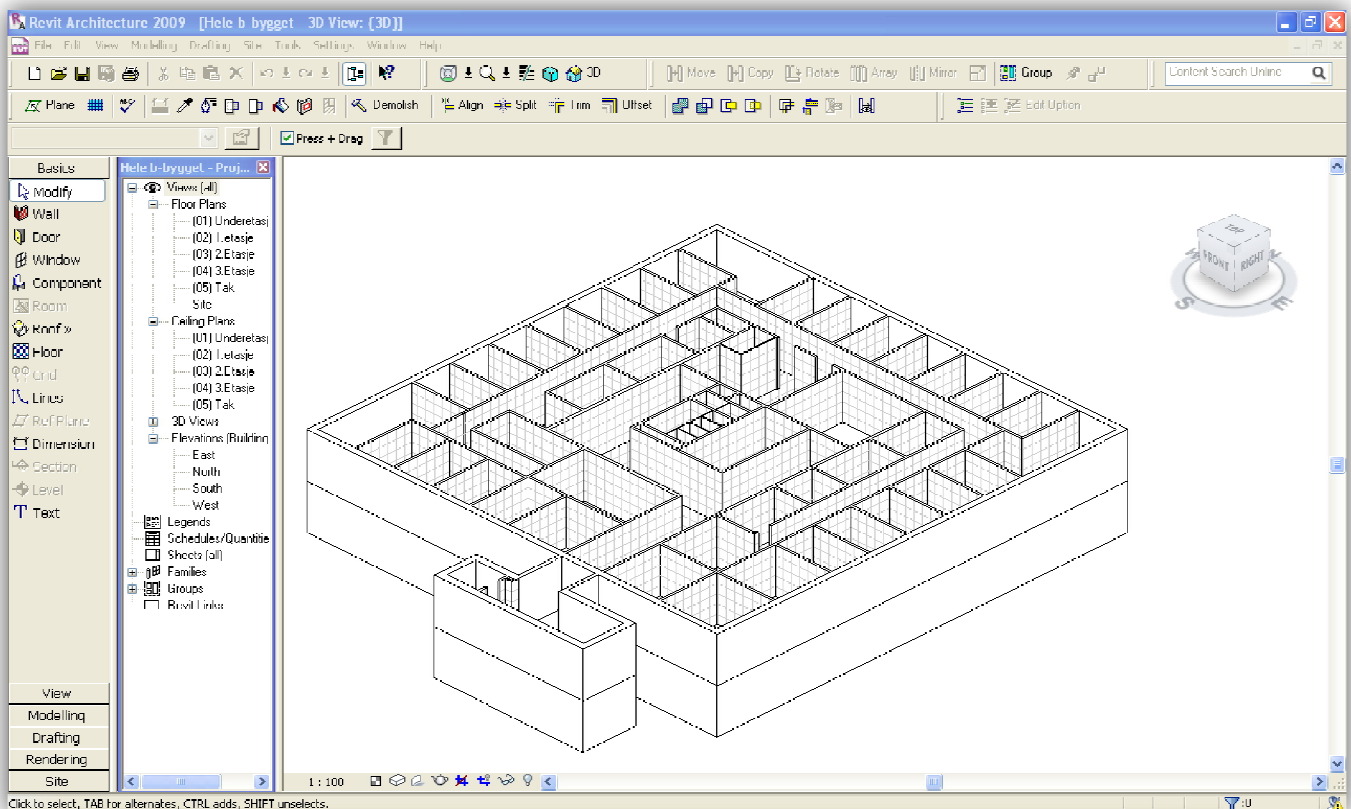 Revit Architecture 2009 [Hele b bygget 3D View: {3D}]
File Edit View Modelling Drafting Site Tools Settings Window Help
3D Move Copy Rotate Array Mirror Group Content Search Online
Plane Demolish Align Split Trim Offset Edit Option
Press + Drag
Basics
Modify
Wall
Door
Window
Component
Room
Roof »
Floor
Grid
Lines
Ref Plane
Dimension
Section
Level
Text
View
Modelling
Drafting
Rendering
Site
Hele b-bygget - Proj...
Views (all)
Floor Plans
(01) Underetasj
(02) 1.etasje
(03) 2.Etasje
(04) 3.Etasje
(05) Tak
Site
Ceiling Plans
(01) Underetasj
(02) 1.etasje
(03) 2.Etasje
(04) 3.Etasje
(05) Tak
3D Views
Elevations (Building
East
North
South
West
Legends
Schedules/Quantitie
Sheets (all)
Families
Groups
Revit Links
TOP
FRONT RIGHT
S E
1 : 100
Click to select, TAB for alternates, CTRL adds, SHIFT unselects.
:0